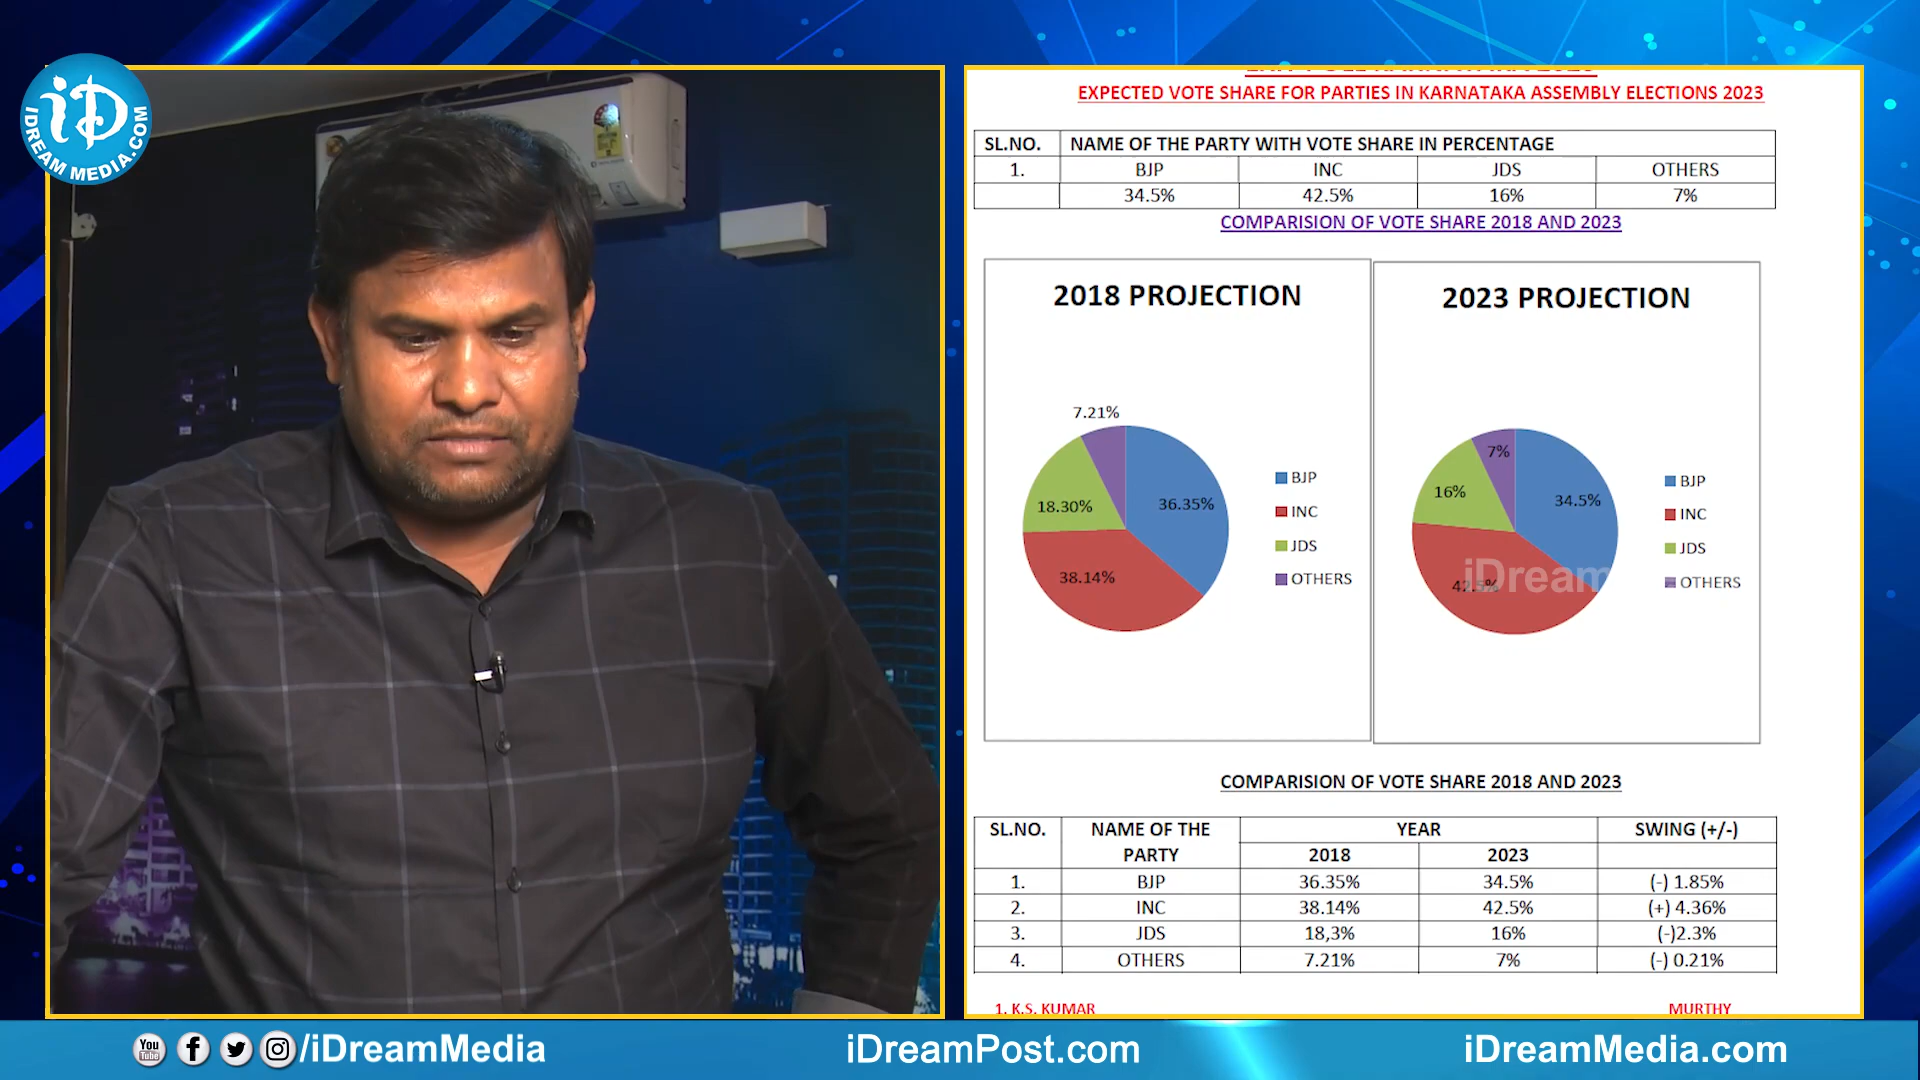 iD
IDREAM MEDIA.COM
EXPECTED VOTE SHARE FOR PARTIES IN KARNATAKA ASSEMBLY ELECTIONS 2023
SL.NO. NAME OF THE PARTY WITH VOTE SHARE IN PERCENTAGE
1. BJP INC JDS OTHERS
34.5% 42.5% 16% 7%
COMPARISION OF VOTE SHARE 2018 AND 2023
2018 PROJECTION
7.21%
18.30%
36.35%
38.14%
BJP
INC
JDS
OTHERS
2023 PROJECTION
7%
16%
34.5%
iDream
BJP
INC
JDS
OTHERS
COMPARISION OF VOTE SHARE 2018 AND 2023
SL.NO. NAME OF THE PARTY YEAR SWING (+/-)
2018 2023
1. BJP 36.35% 34.5% (-) 1.85%
2. INC 38.14% 42.5% (+) 4.36%
3. JDS 18,3% 16% (-)2.3%
4. OTHERS 7.21% 7% (-) 0.21%
1. K.S. KUMAR MURTHY
You Tube
/iDreamMedia
iDreamPost.com
iDreamMedia.com